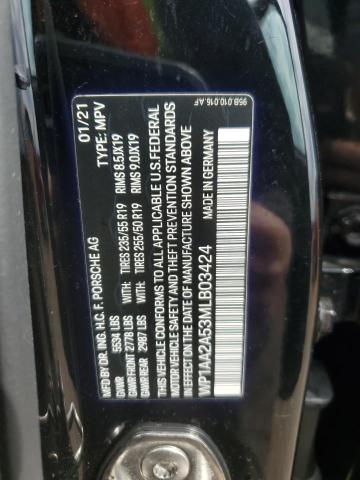 95B.010.016.AF
MFD BY DR. ING. H.C. F. PORSCHE AG 01/21
GVWR 5534 LBS TYPE: MPV
GAWR FRONT 2778 LBS WITH: TIRES 235/55 R19 RIMS 8.5JX19
GAWR REAR 2987 LBS WITH: TIRES 255/50 R19 RIMS 9.0JX19
THIS VEHICLE CONFORMS TO ALL APPLICABLE U.S. FEDERAL
MOTOR VEHICLE SAFETY AND THEFT PREVENTION STANDARDS
IN EFFECT ON THE DATE OF MANUFACTURE SHOWN ABOVE
WP1AA2A53MLB03424 MADE IN GERMANY